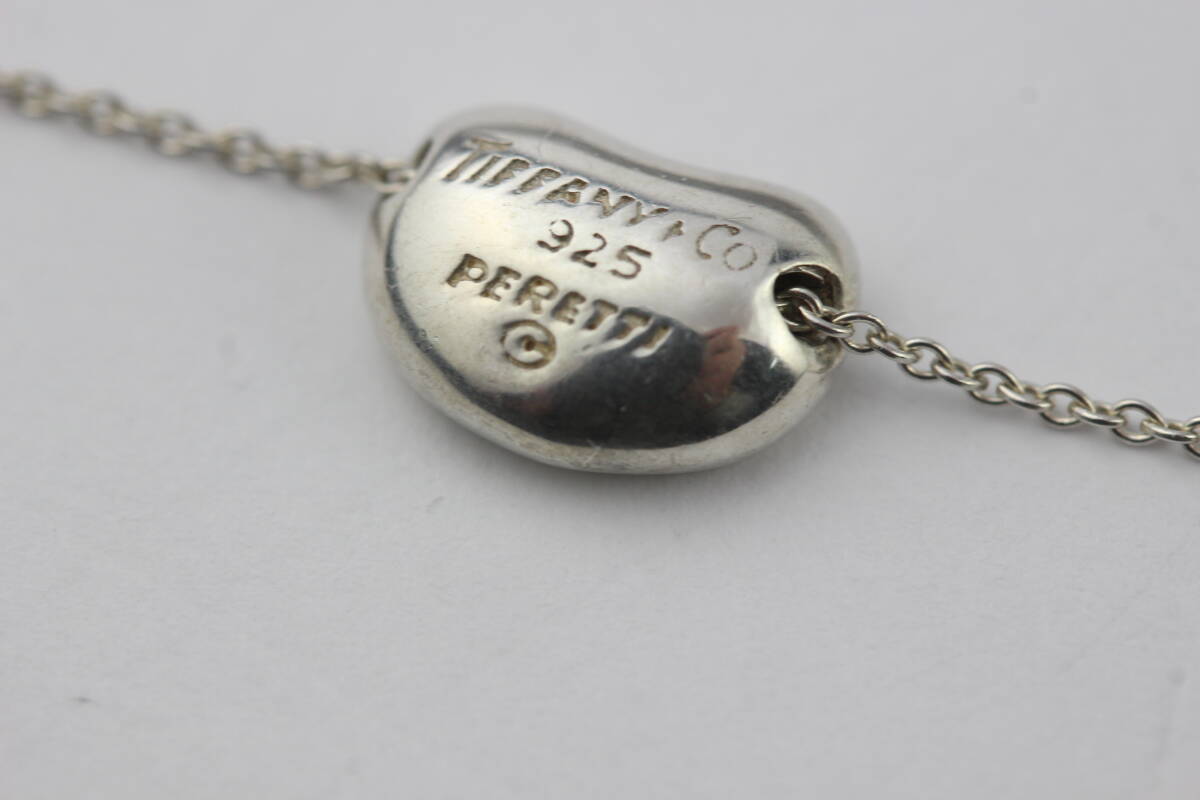 TIFFANY & CO
925
PERETTI
©